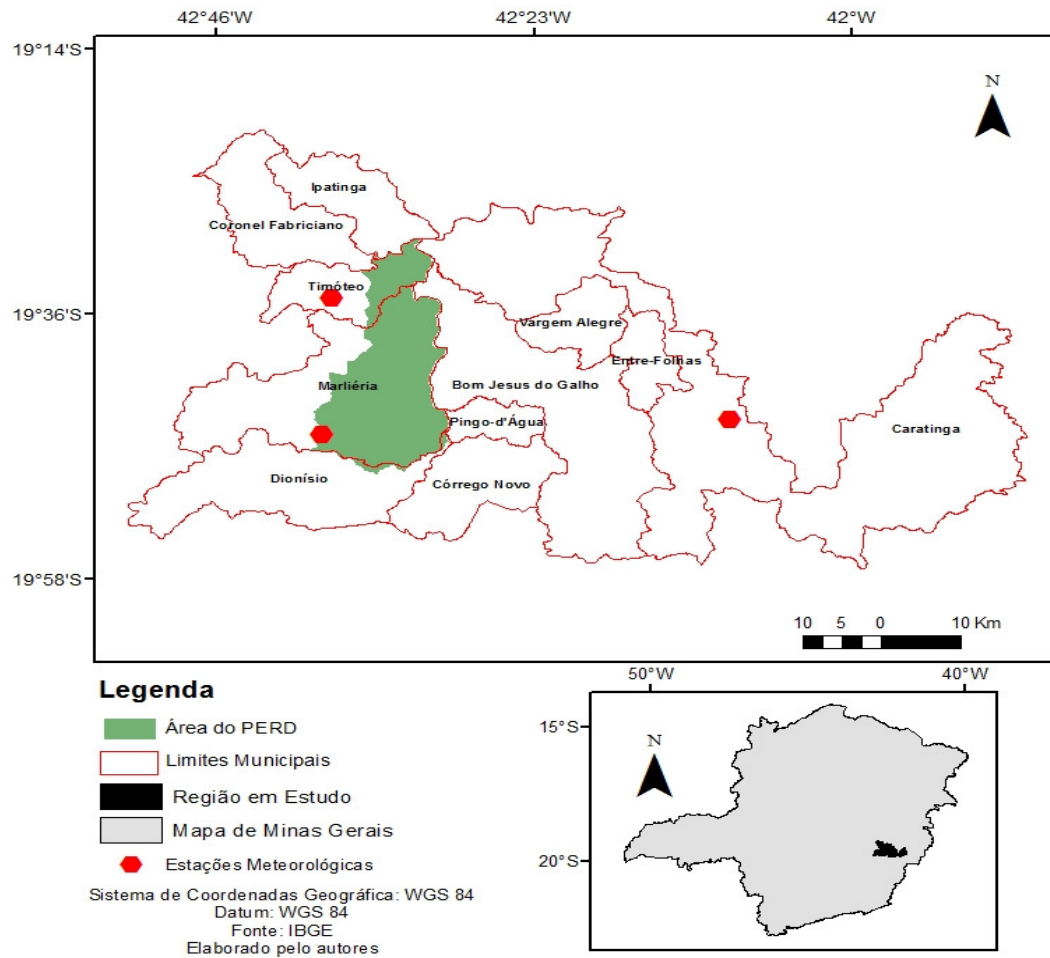 42°46'W 42°23'W 42°W
19°14'S
N
Ipatinga
Coronel Fabriciano
Timóteo
19°36'S
Vargem Alegre
Entre-Folhas
Marliéria
Bom Jesus do Galho
Pingo-d'Água
Caratinga
Dionísio
Córrego Novo
19°58'S
10 5 0 10 Km
50°W 40°W
Legenda
Área do PERD
Limites Municipais
Região em Estudo
Mapa de Minas Gerais
Estações Meteorológicas
Sistema de Coordenadas Geográfica: WGS 84
Datum: WGS 84
Fonte: IBGE
Elaborado pelo autores
15°S
N
20°S